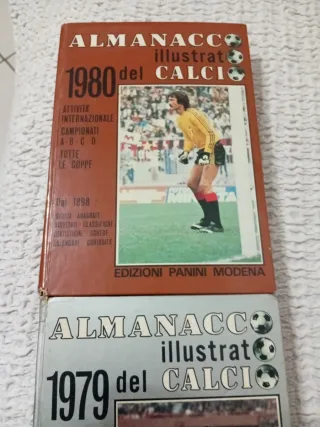 ALMANACCO
illustrato
1980 del CALCIO
ATTIVITÀ
INTERNAZIONALE
CAMPIONATI
A B C D
TUTTE
LE COPPE
Dal 1898
EDIZIONI PANINI MODENA
ALMANACCO
illustrato
1979 del CALCIO